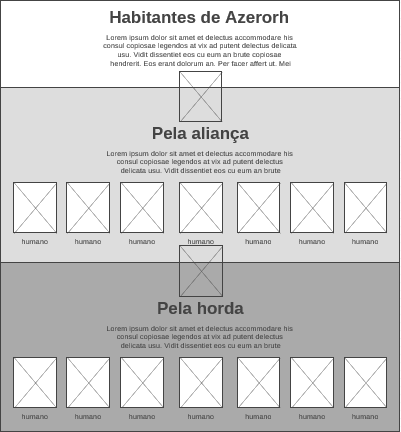 Habitantes de Azerorh
Lorem ipsum dolor sit amet et delectus accommodare his
consul copiosae legendos at vix ad putent delectus delicata
usu. Vidit dissentiet eos cu eum an brute copiosae
hendrerit. Eos erant dolorum an. Per facer affert ut. Mei
Pela aliança
Lorem ipsum dolor sit amet et delectus accommodare his
consul copiosae legendos at vix ad putent delectus
delicata usu. Vidit dissentiet eos cu eum an brute
humano humano humano humano humano humano humano
Pela horda
Lorem ipsum dolor sit amet et delectus accommodare his
consul copiosae legendos at vix ad putent delectus
delicata usu. Vidit dissentiet eos cu eum an brute
humano humano humano humano humano humano humano